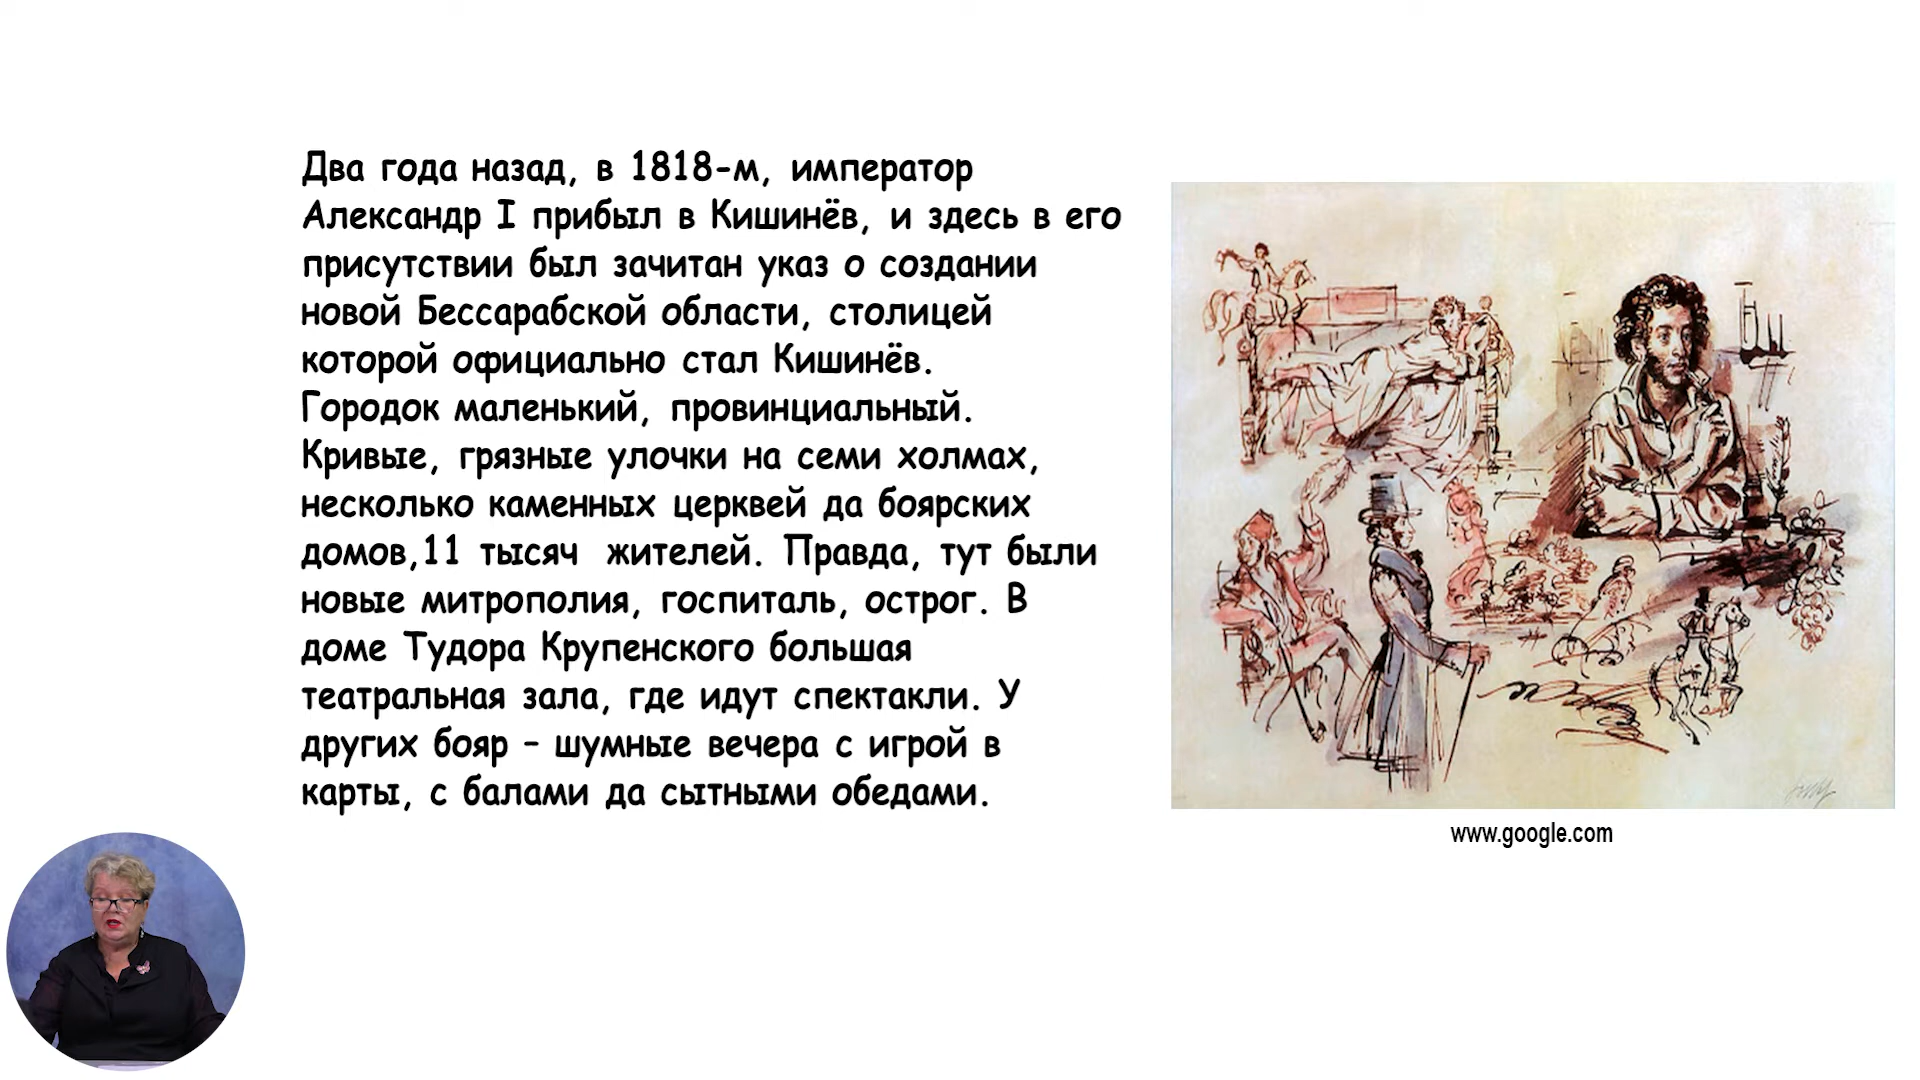 Два года назад, в 1818-м, император
Александр I прибыл в Кишинёв, и здесь в его
присутствии был зачитан указ о создании
новой Бессарабской области, столицей
которой официально стал Кишинёв.
Городок маленький, провинциальный.
Кривые, грязные улочки на семи холмах,
несколько каменных церквей да боярских
домов,11 тысяч  жителей. Правда, тут были
новые митрополия, госпиталь, острог. В
доме Тудора Крупенского большая
театральная зала, где идут спектакли. У
других бояр – шумные вечера с игрой в
карты, с балами да сытными обедами.
www.google.com